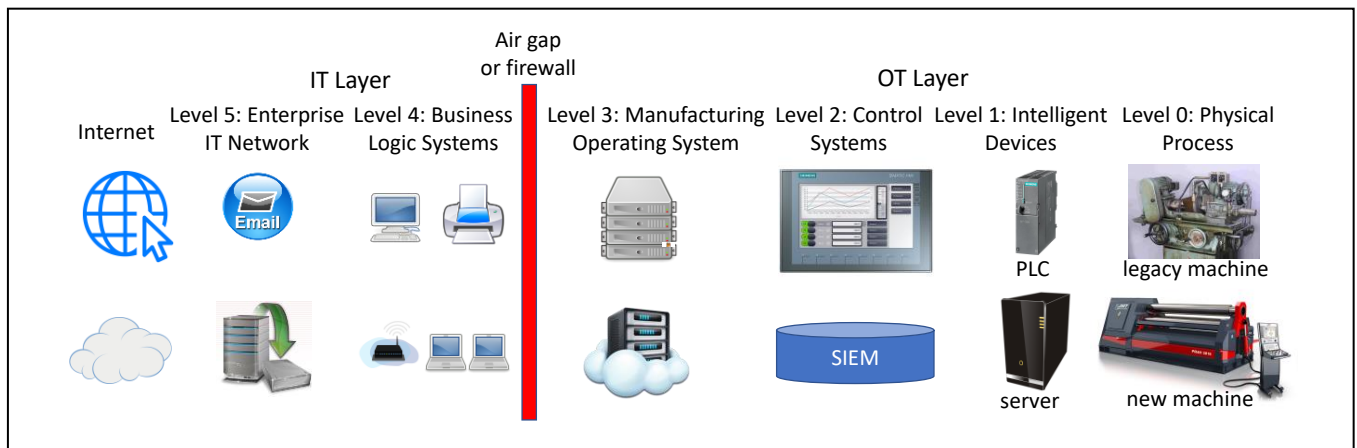 Air gap
or firewall
IT Layer
OT Layer
Internet
Level 5: Enterprise
IT Network
Level 4: Business
Logic Systems
Level 3: Manufacturing
Operating System
Level 2: Control
Systems
Level 1: Intelligent
Devices
Level 0: Physical
Process
Email
SIEMENS
PLC
legacy machine
SIEM
server
new machine